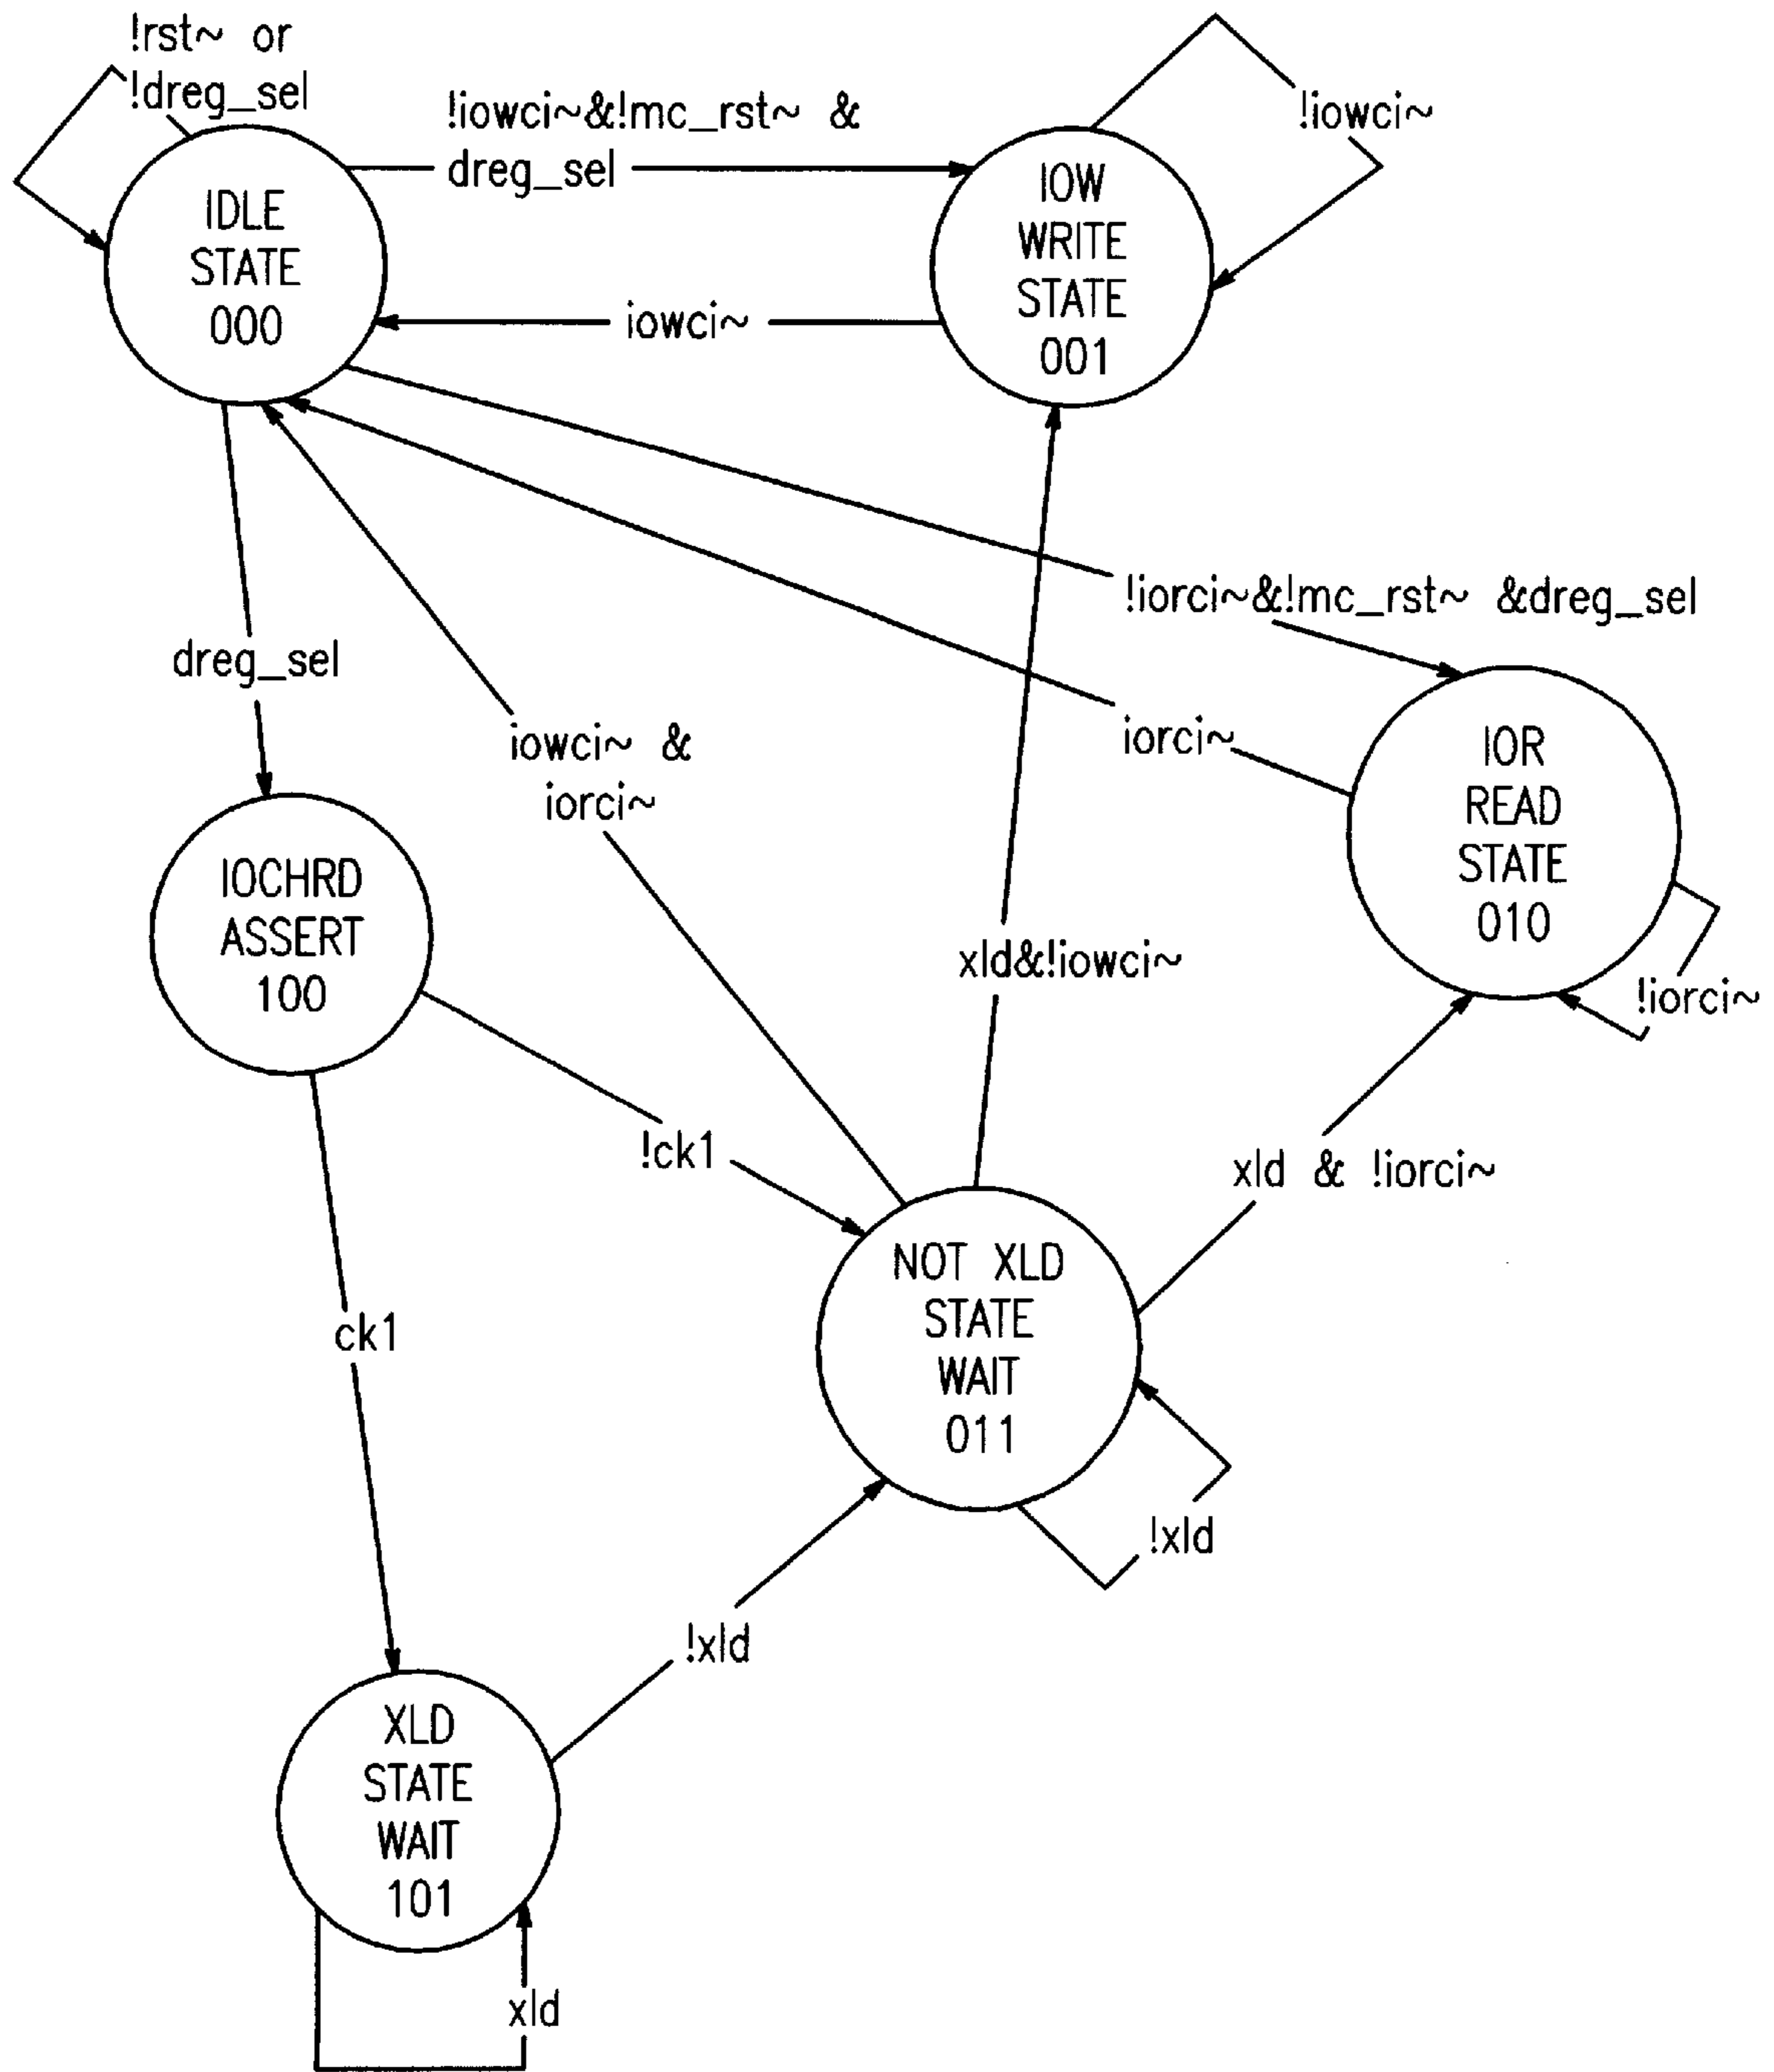 !rst~ or
!dreg_sel
!iowci~&!mc_rst~ &
dreg_sel
!iowci~
IDLE
STATE
000
IOW
WRITE
STATE
001
iowci~
!iorci~&!mc_rst~ &dreg_sel
dreg_sel
iowci~ &
iorci~
iorci~
IOR
READ
STATE
010
IOCHRD
ASSERT
100
xld&!iowci~
!iorci~
!ck1
xld & !iorci~
NOT XLD
STATE
WAIT
011
ck1
!xld
!xld
XLD
STATE
WAIT
101
xld